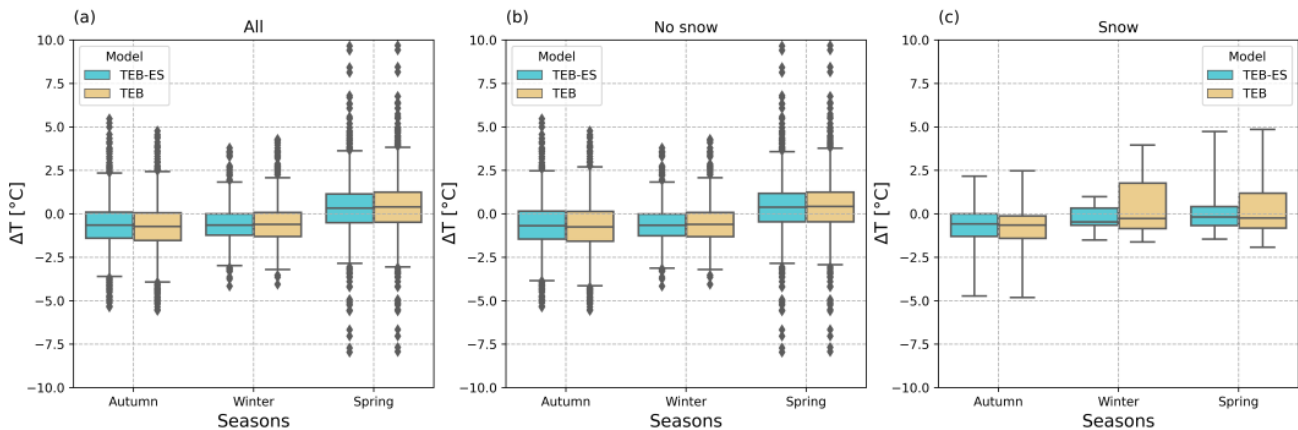 (a)
All
Model
TEB-ES
TEB
10.0
7.5
5.0
2.5
0.0
−2.5
−5.0
−7.5
−10.0
ΔT [°C]
Autumn
Winter
Spring
Seasons
(b)
No snow
Model
TEB-ES
TEB
10.0
7.5
5.0
2.5
0.0
−2.5
−5.0
−7.5
−10.0
ΔT [°C]
Autumn
Winter
Spring
Seasons
(c)
Snow
Model
TEB-ES
TEB
10.0
7.5
5.0
2.5
0.0
−2.5
−5.0
−7.5
−10.0
ΔT [°C]
Autumn
Winter
Spring
Seasons